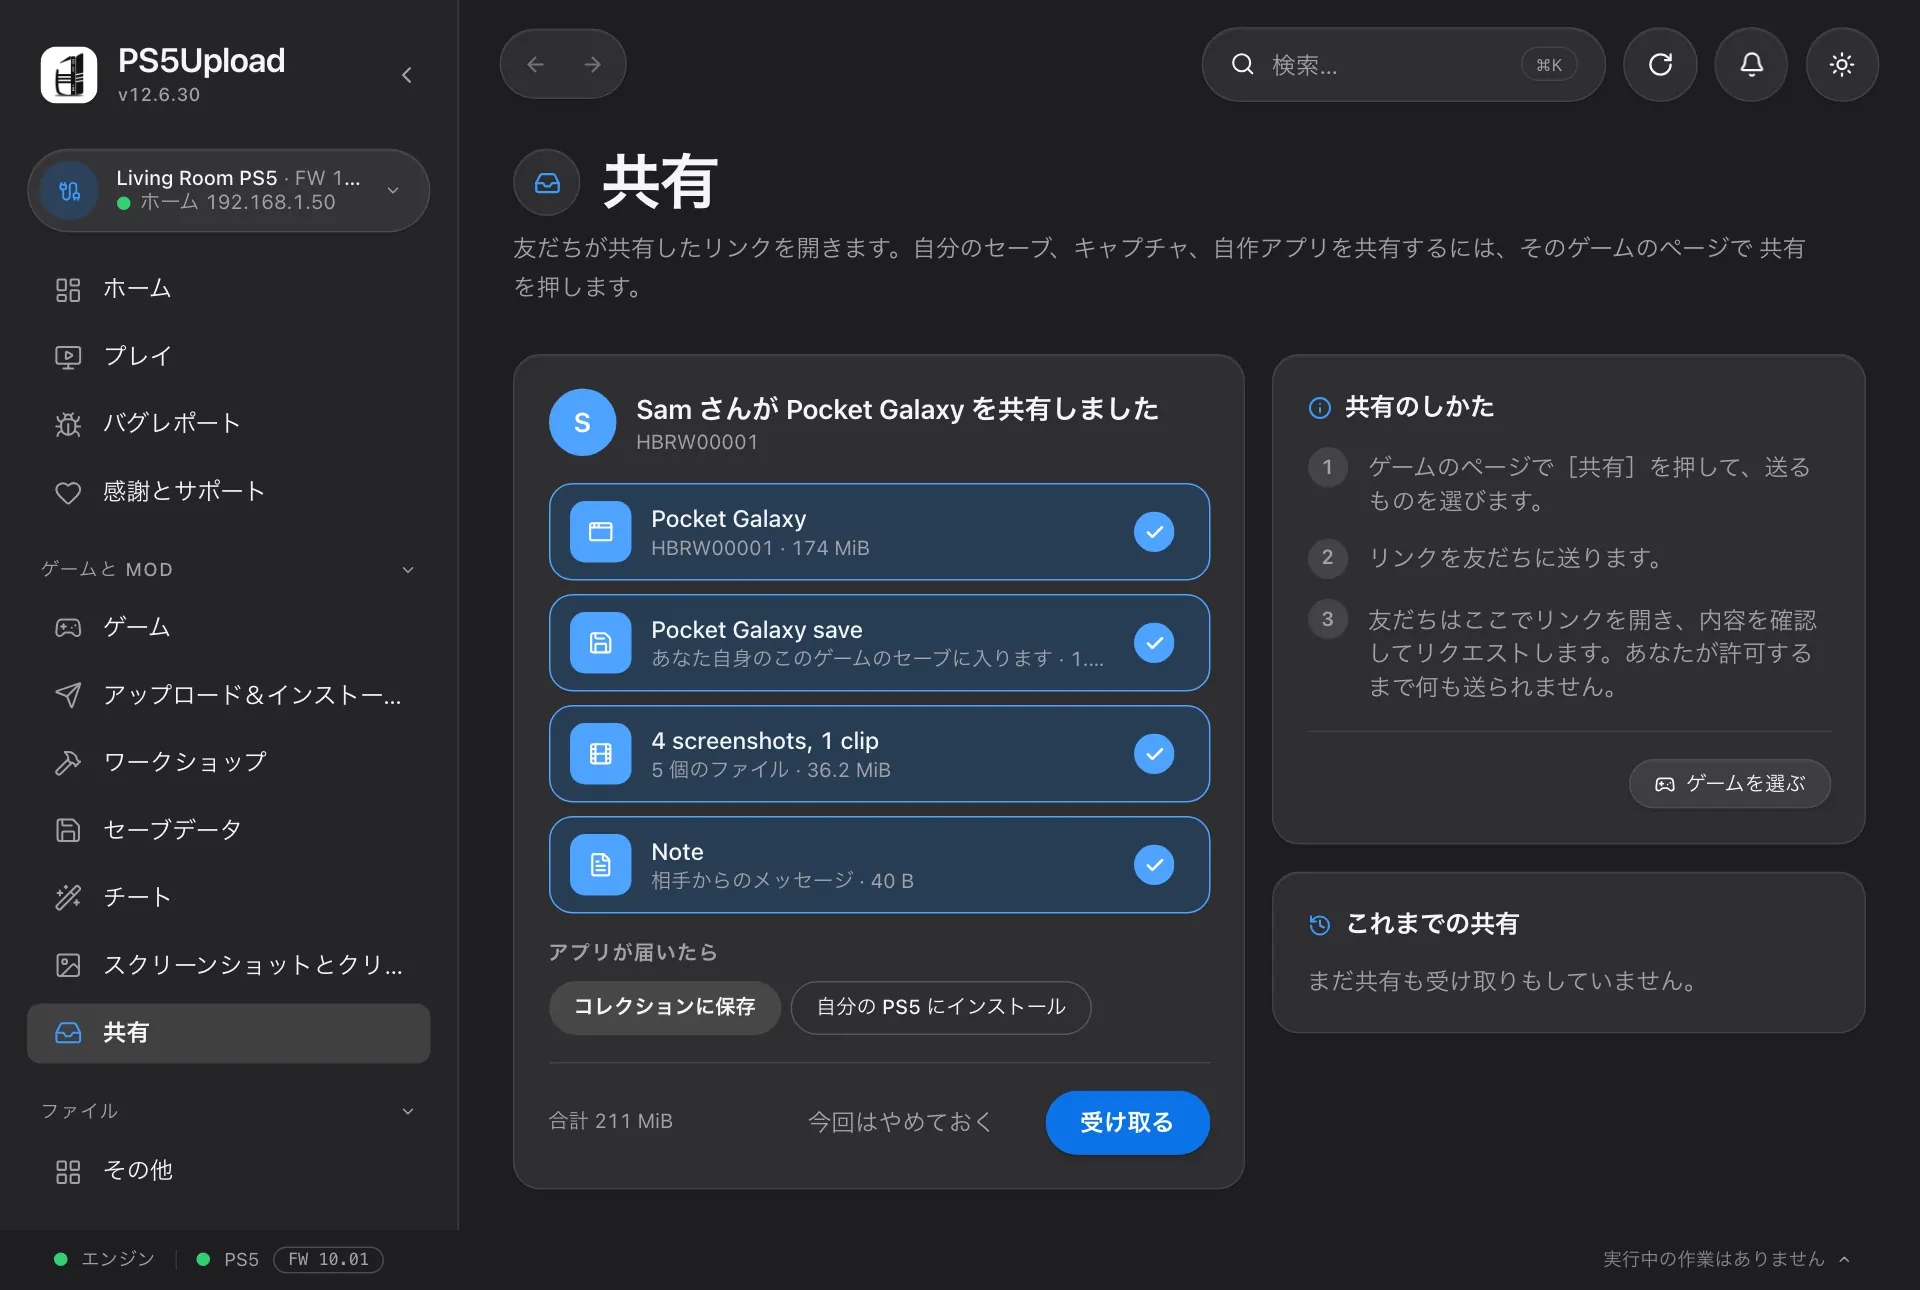 PS5Upload
v12.6.30
Living Room PS5 · FW 1...
ホーム 192.168.1.50
ホーム
プレイ
バグレポート
感謝とサポート
ゲームと MOD
ゲーム
アップロード＆インストー...
ワークショップ
セーブデータ
チート
スクリーンショットとクリ...
共有
ファイル
その他
検索...
⌘K
共有
友だちが共有したリンクを開きます。自分のセーブ、キャプチャ、自作アプリを共有するには、そのゲームのページで 共有
を押します。
S
Sam さんが Pocket Galaxy を共有しました
HBRW00001
Pocket Galaxy
HBRW00001 · 174 MiB
Pocket Galaxy save
あなた自身のこのゲームのセーブに入ります · 1....
4 screenshots, 1 clip
5 個のファイル · 36.2 MiB
Note
相手からのメッセージ · 40 B
アプリが届いたら
コレクションに保存
自分の PS5 にインストール
合計 211 MiB
今回はやめておく
受け取る
共有のしかた
1
ゲームのページで［共有］を押して、送る
ものを選びます。
2
リンクを友だちに送ります。
3
友だちはここでリンクを開き、内容を確認
してリクエストします。あなたが許可する
まで何も送られません。
ゲームを選ぶ
これまでの共有
まだ共有も受け取りもしていません。
エンジン
PS5
FW 10.01
実行中の作業はありません